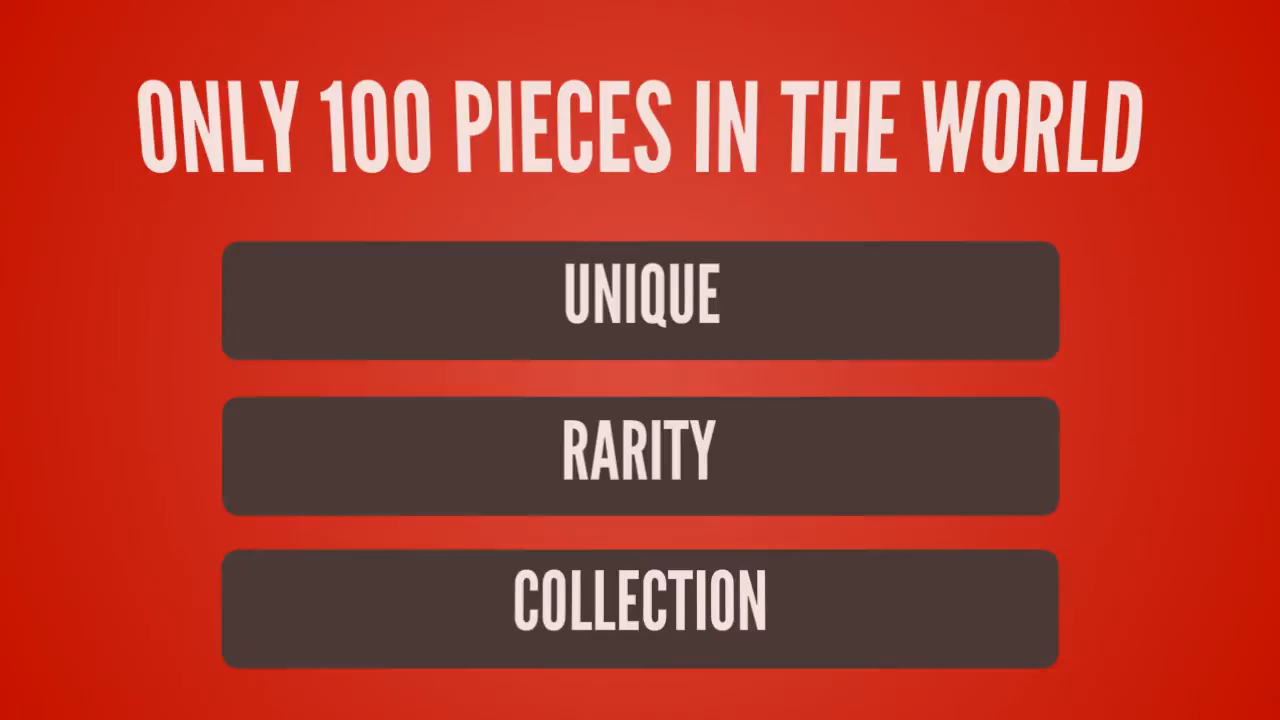 ONLY 100 PIECES IN THE WORLD
UNIQUE
RARITY
COLLECTION